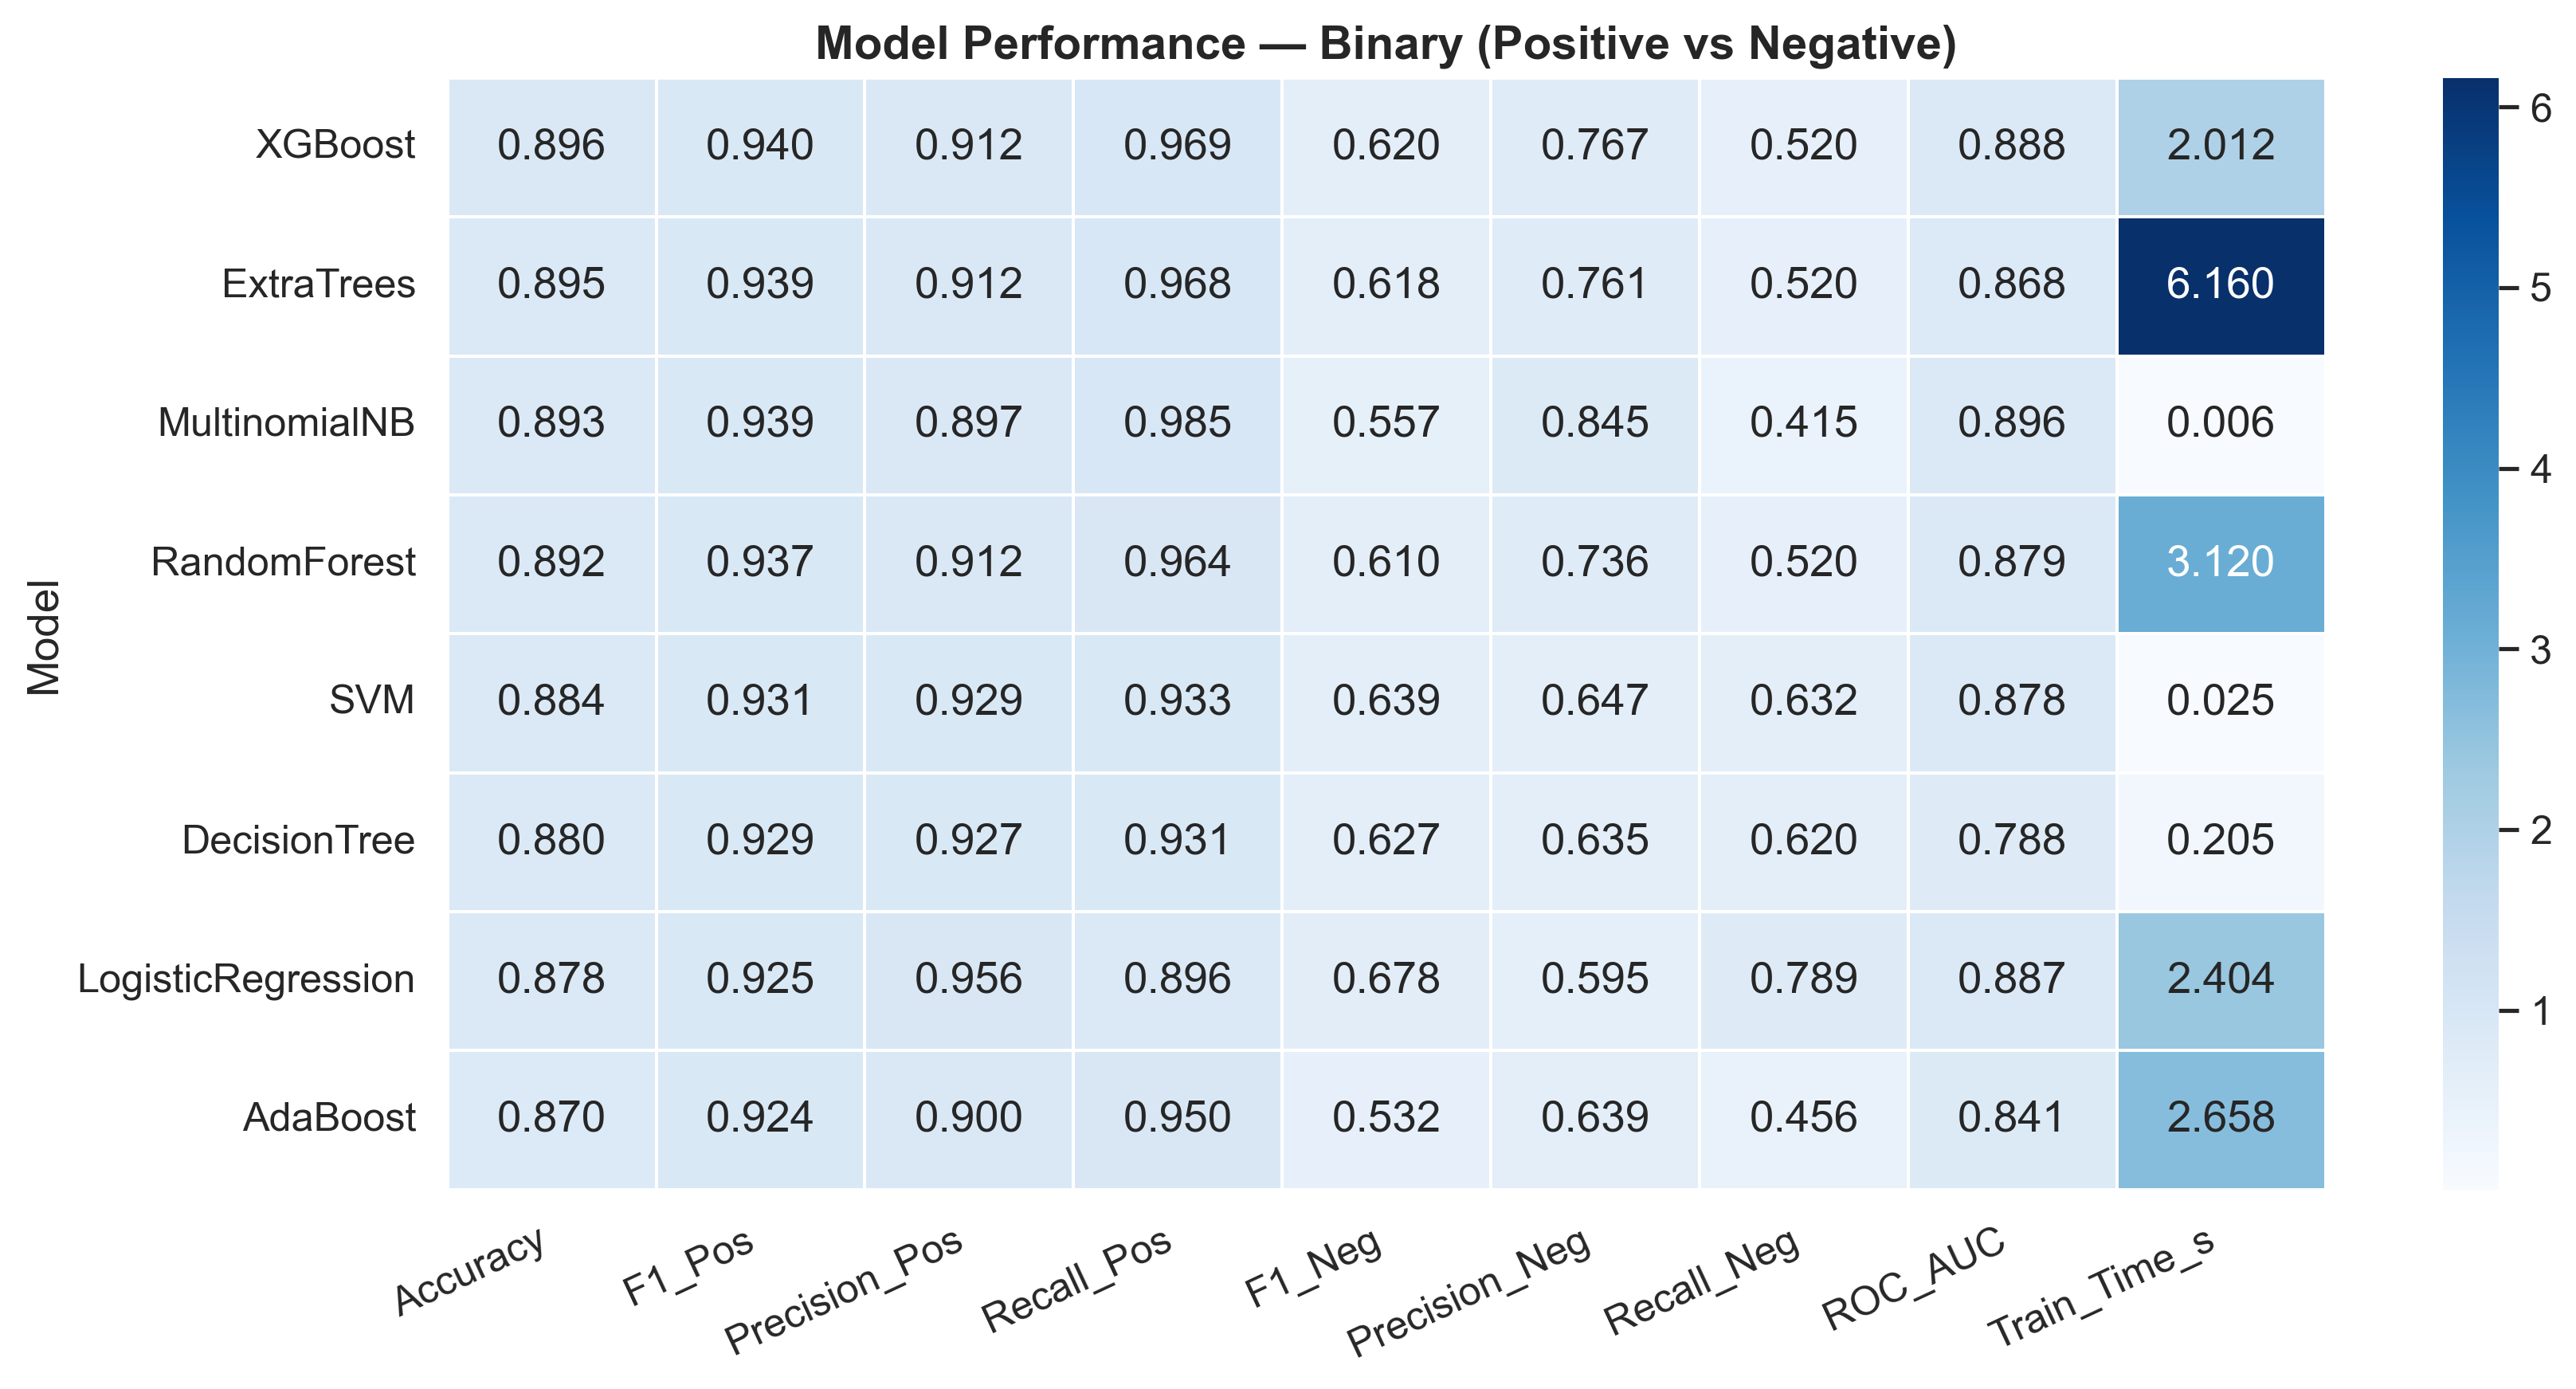 Model Performance — Binary (Positive vs Negative)
XGBoost 0.896 0.940 0.912 0.969 0.620 0.767 0.520 0.888 2.012
ExtraTrees 0.895 0.939 0.912 0.968 0.618 0.761 0.520 0.868 6.160
MultinomialNB 0.893 0.939 0.897 0.985 0.557 0.845 0.415 0.896 0.006
RandomForest 0.892 0.937 0.912 0.964 0.610 0.736 0.520 0.879 3.120
SVM 0.884 0.931 0.929 0.933 0.639 0.647 0.632 0.878 0.025
DecisionTree 0.880 0.929 0.927 0.931 0.627 0.635 0.620 0.788 0.205
LogisticRegression 0.878 0.925 0.956 0.896 0.678 0.595 0.789 0.887 2.404
AdaBoost 0.870 0.924 0.900 0.950 0.532 0.639 0.456 0.841 2.658
Model
Accuracy F1_Pos Precision_Pos Recall_Pos F1_Neg Precision_Neg Recall_Neg ROC_AUC Train_Time_s
6
5
4
3
2
1